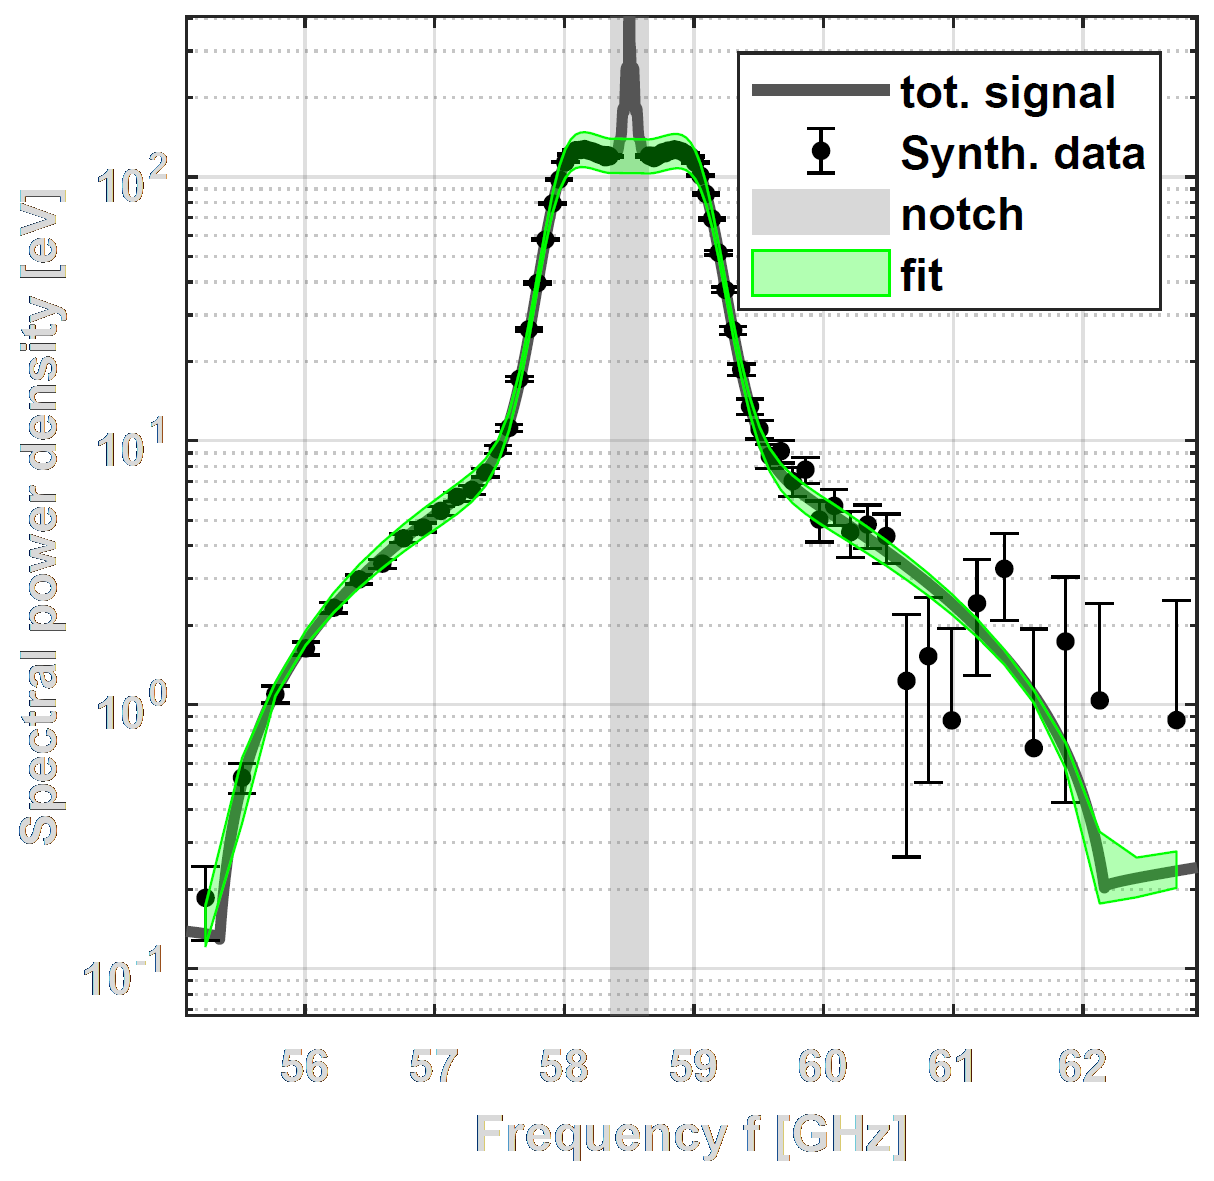 tot. signal
Synth. data
notch
fit
Spectral power density [eV]
10^2
10^1
10^0
10^-1
56 57 58 59 60 61 62
Frequency f [GHz]